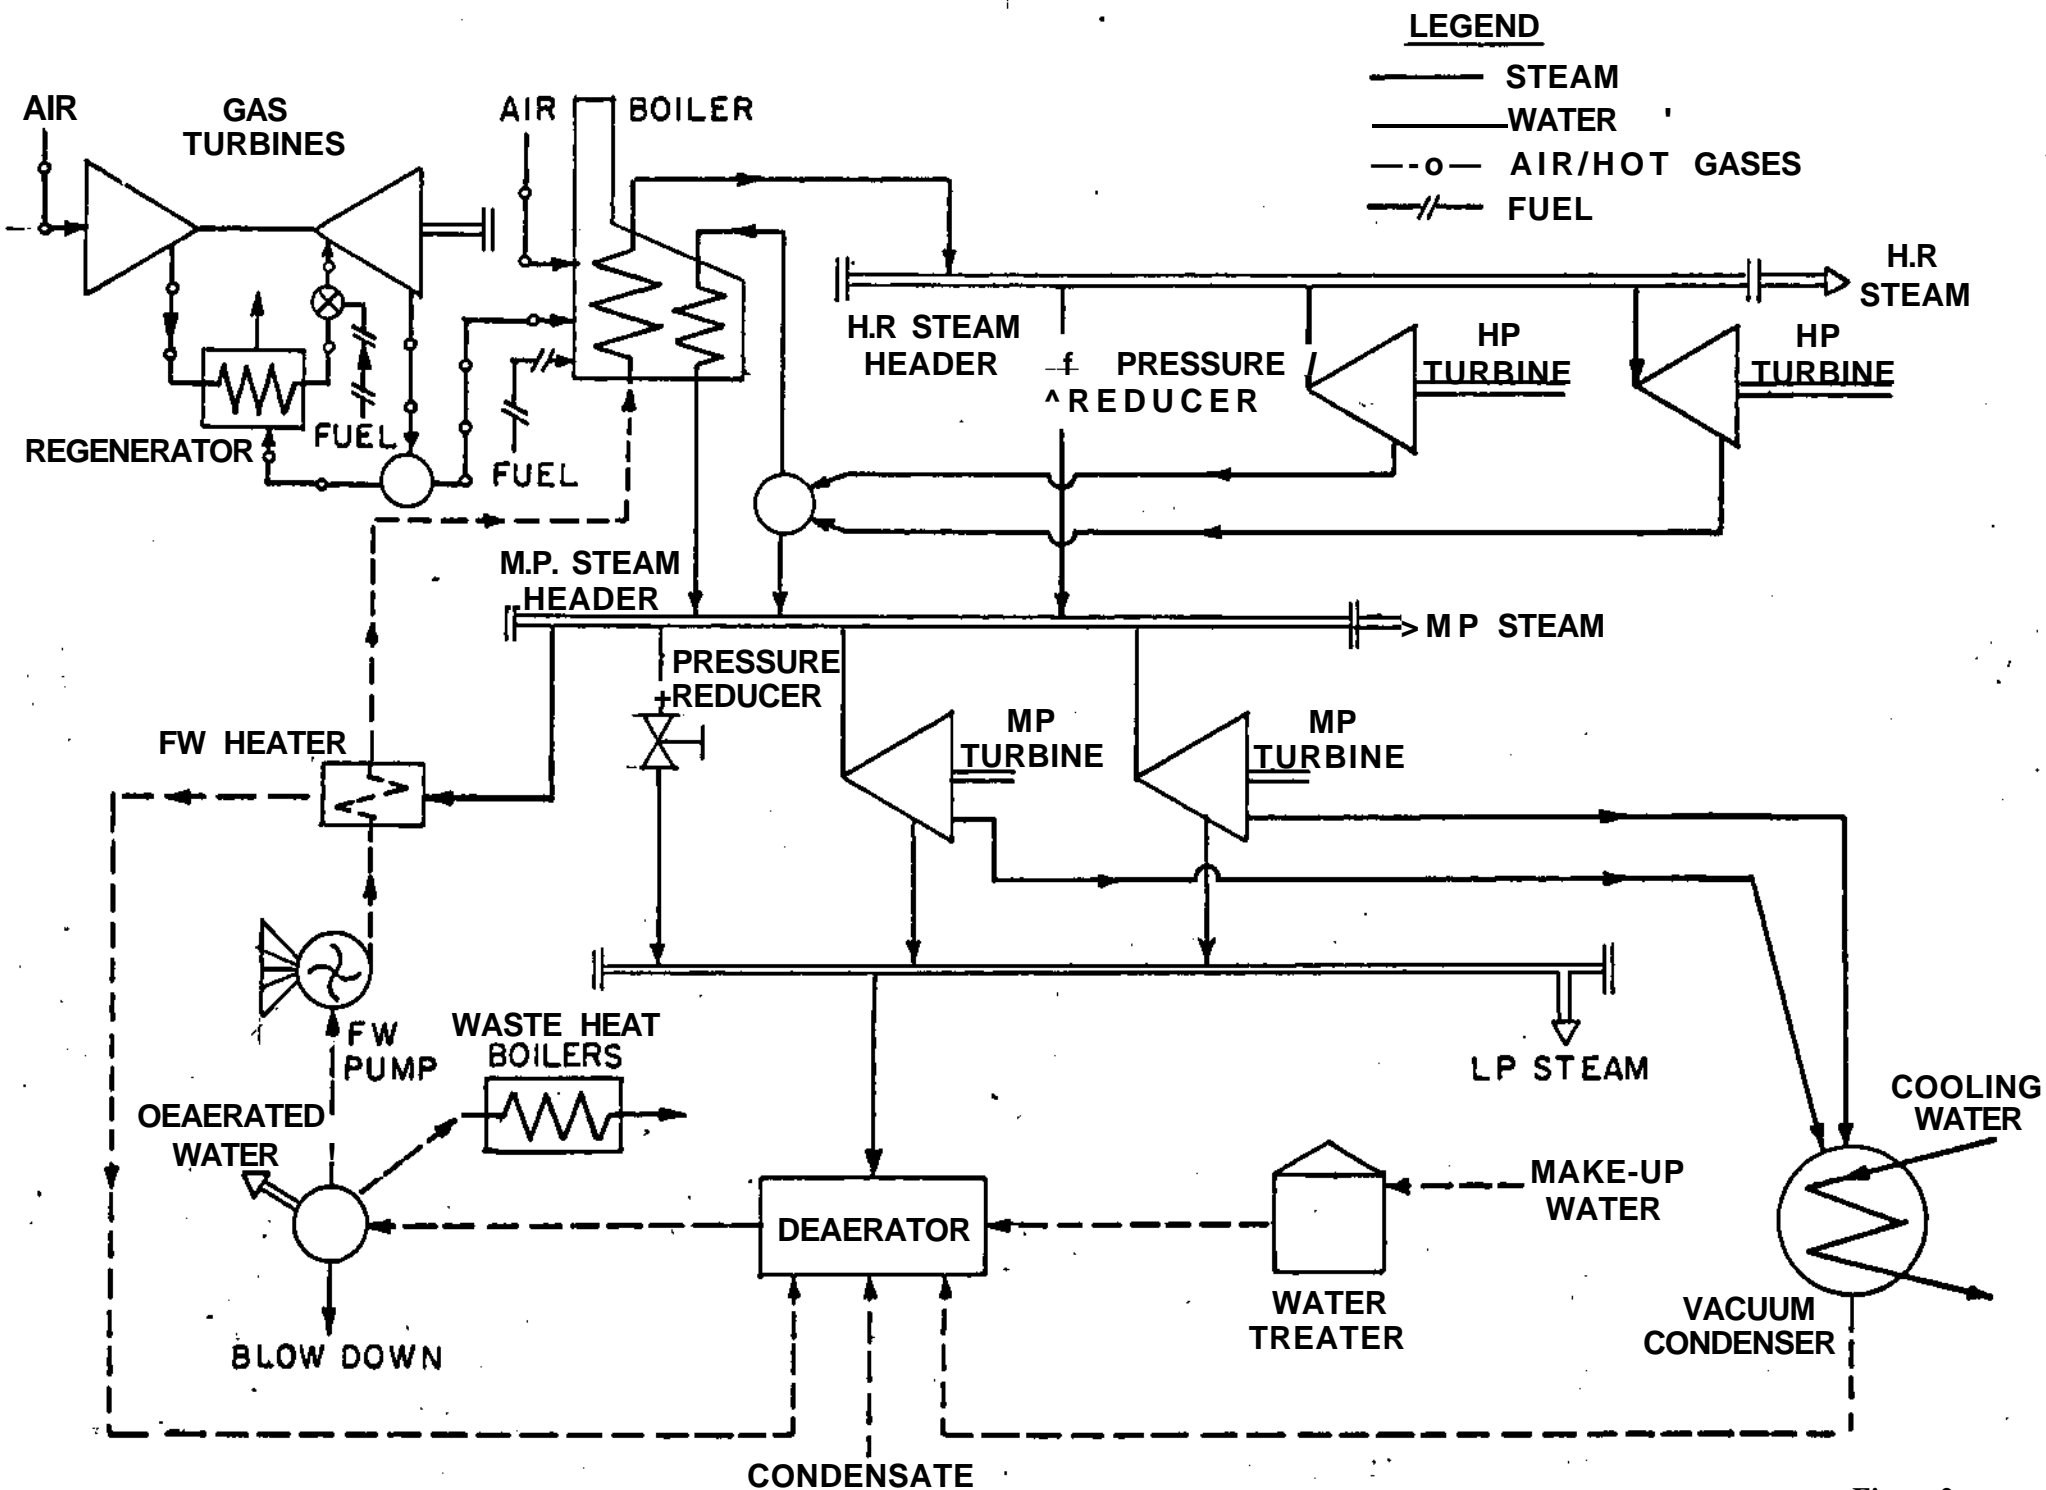 LEGEND
STEAM
WATER '
AIR/HOT GASES
FUEL
AIR
GAS
TURBINES
AIR
BOILER
H.R
STEAM
H.R STEAM
HEADER
f PRESSURE
^REDUCER
HP
TURBINE
HP
TURBINE
FUEL
REGENERATOR
FUEL
M.P. STEAM
HEADER
>MP STEAM
PRESSURE
+REDUCER
MP
TURBINE
MP
TURBINE
FW HEATER
FW
PUMP
WASTE HEAT
BOILERS
LP STEAM
COOLING
WATER
OEAERATED
WATER
DEAERATOR
MAKE-UP
WATER
WATER
TREATER
VACUUM
CONDENSER
BLOW DOWN
CONDENSATE